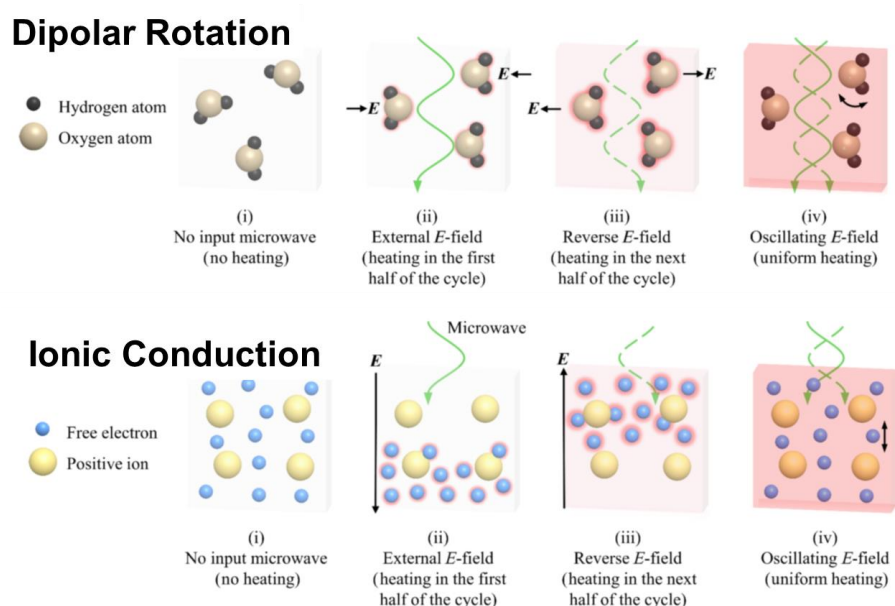 Dipolar Rotation
Hydrogen atom
Oxygen atom
E
E
E
E
(i)
No input microwave
(no heating)
(ii)
External E-field
(heating in the first
half of the cycle)
(iii)
Reverse E-field
(heating in the next
half of the cycle)
(iv)
Oscillating E-field
(uniform heating)
Ionic Conduction
Microwave
E
E
Free electron
Positive ion
(i)
No input microwave
(no heating)
(ii)
External E-field
(heating in the first
half of the cycle)
(iii)
Reverse E-field
(heating in the next
half of the cycle)
(iv)
Oscillating E-field
(uniform heating)